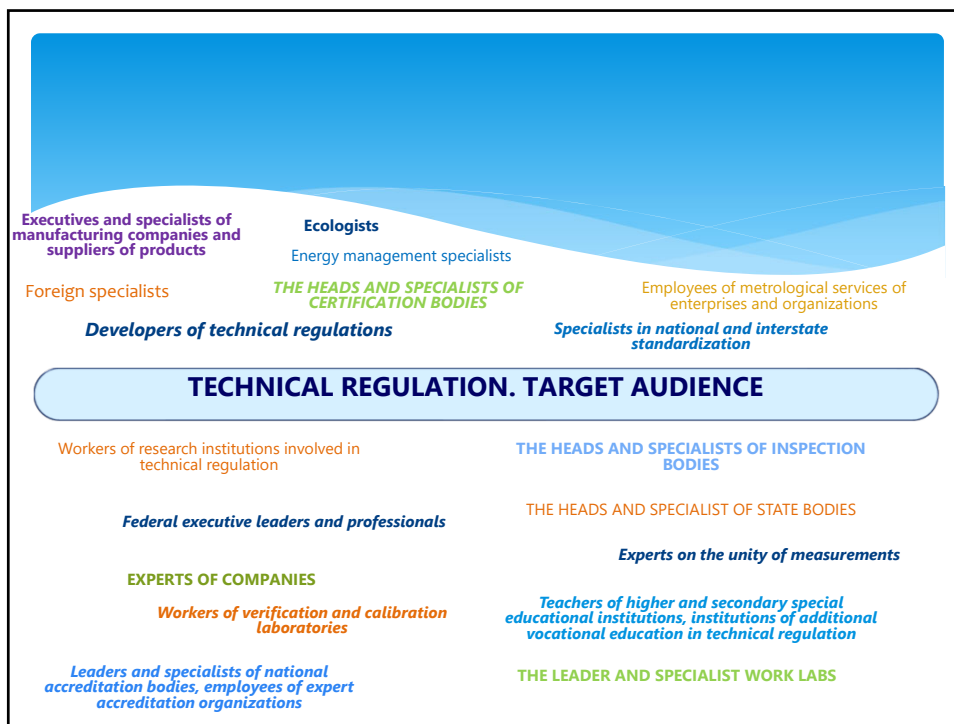 Executives and specialists of
manufacturing companies and
suppliers of products
Ecologists
Energy management specialists
Foreign specialists
THE HEADS AND SPECIALISTS OF
CERTIFICATION BODIES
Employees of metrological services of
enterprises and organizations
Developers of technical regulations
Specialists in national and interstate
standardization
TECHNICAL REGULATION. TARGET AUDIENCE
Workers of research institutions involved in
technical regulation
THE HEADS AND SPECIALISTS OF INSPECTION
BODIES
Federal executive leaders and professionals
THE HEADS AND SPECIALIST OF STATE BODIES
Experts on the unity of measurements
EXPERTS OF COMPANIES
Workers of verification and calibration
laboratories
Teachers of higher and secondary special
educational institutions, institutions of additional
vocational education in technical regulation
Leaders and specialists of national
accreditation bodies, employees of expert
accreditation organizations
THE LEADER AND SPECIALIST WORK LABS